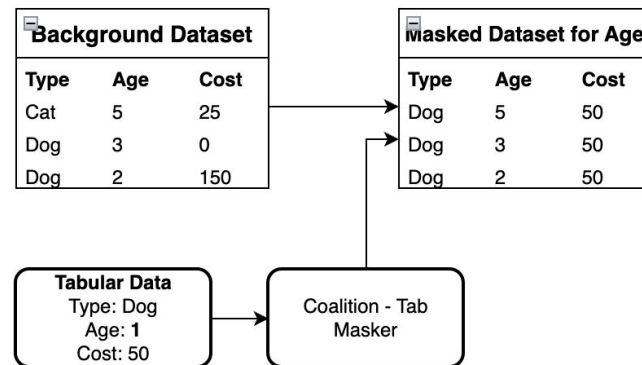 Background Dataset
Type Age Cost
Cat 5 25
Dog 3 0
Dog 2 150
Masked Dataset for Age
Type Age Cost
Dog 5 50
Dog 3 50
Dog 2 50
Tabular Data
Type: Dog
Age: 1
Cost: 50
Coalition - Tab
Masker